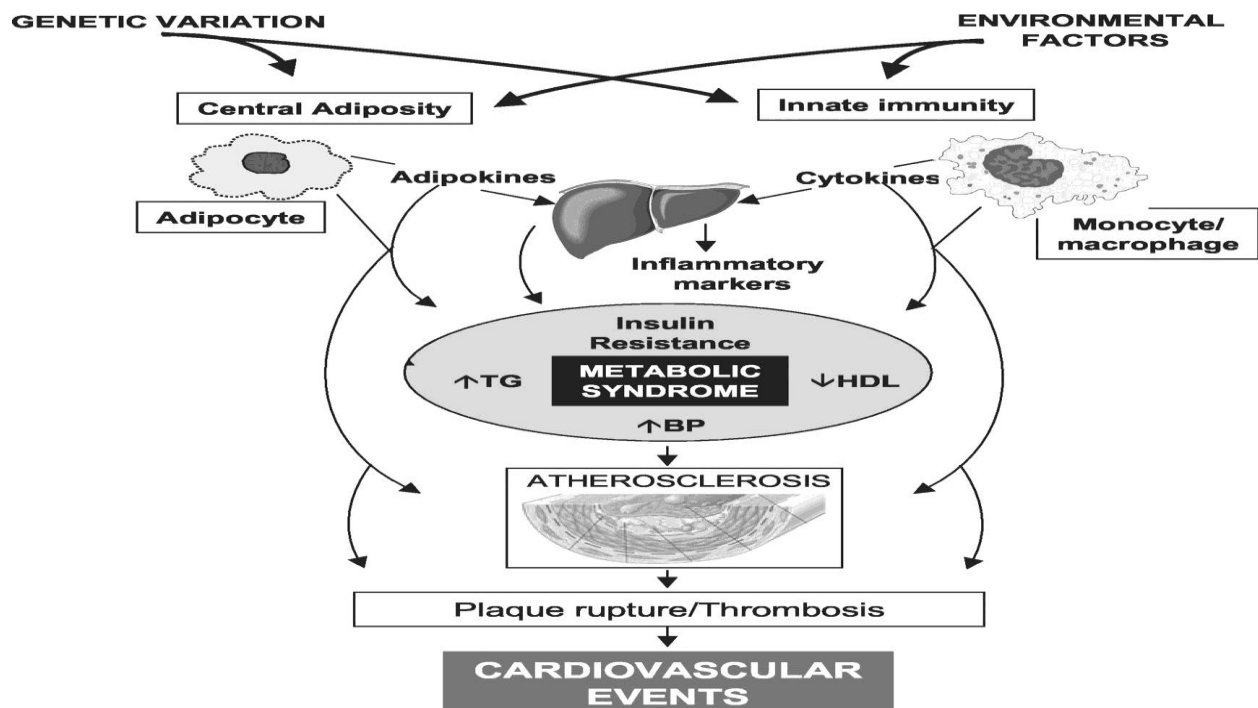 GENETIC VARIATION
ENVIRONMENTAL
FACTORS
Central Adiposity
Innate immunity
Adipokines
Cytokines
Adipocyte
Monocyte/
macrophage
Inflammatory
markers
Insulin
Resistance
↑TG
METABOLIC
SYNDROME
↓HDL
↑BP
ATHEROSCLEROSIS
Plaque rupture/Thrombosis
CARDIOVASCULAR
EVENTS